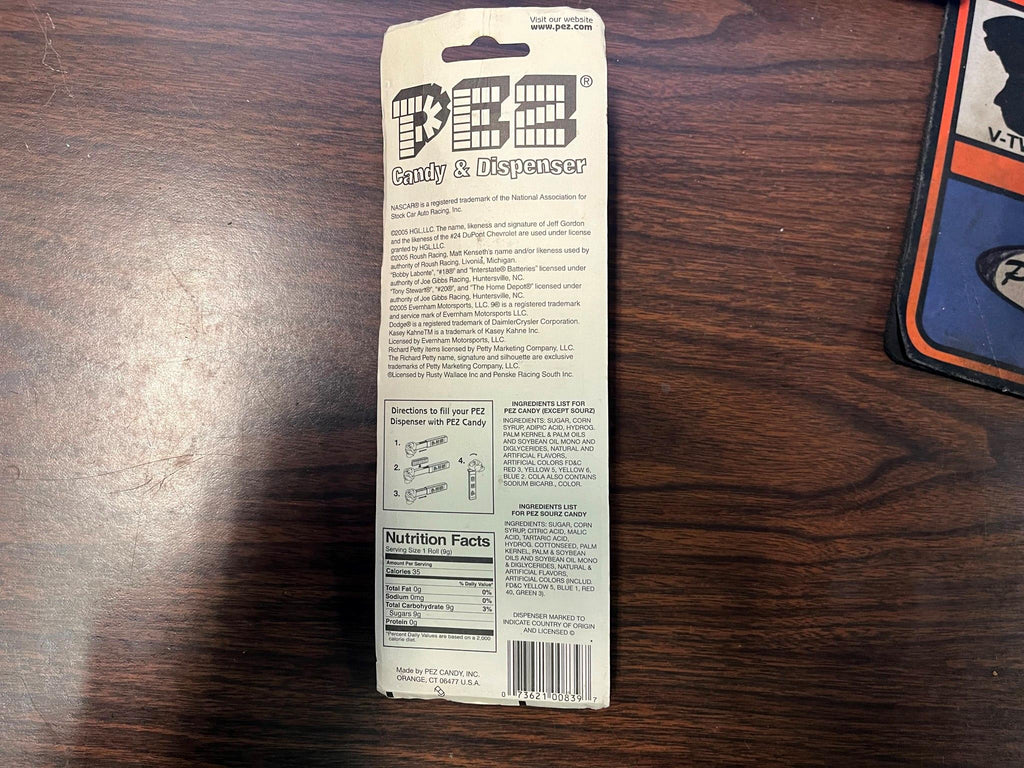 Visit our website
www.pez.com
PEZ®
Candy & Dispenser
NASCAR® is a registered trademark of the National Association for
Stock Car Auto Racing, Inc.
©2005 HGL,LLC. The name, likeness and signature of Jeff Gordon
and the likeness of the #24 DuPont Chevrolet are used under license
granted by HGL,LLC.
©2005 Roush Racing, Matt Kenseth's name and/or likeness used by
authority of Roush Racing, Livonia, Michigan.
"Bobby Labonte", "#18®" and "Interstate® Batteries" licensed under
authority of Joe Gibbs Racing, Huntersville, NC.
"Tony Stewart®", "#20®", and "The Home Depot®" licensed under
authority of Joe Gibbs Racing, Huntersville, NC.
©2005 Evernham Motorsports, LLC. 9® is a registered trademark
and service mark of Evernham Motorsports LLC.
Dodge® is a registered trademark of DaimlerCrysler Corporation.
Kasey Kahne™ is a trademark of Kasey Kahne Inc.
Licensed by Evernham Motorsports, LLC.
Richard Petty items licensed by Petty Marketing Company, LLC.
The Richard Petty name, signature and silhouette are exclusive
trademarks of Petty Marketing Company, LLC.
®Licensed by Rusty Wallace Inc and Penske Racing South Inc.
Directions to fill your PEZ
Dispenser with PEZ Candy
1.
2.
3.
4.
INGREDIENTS LIST FOR
PEZ CANDY (EXCEPT SOURZ)
INGREDIENTS: SUGAR, CORN
SYRUP, ADIPIC ACID, HYDROG.
PALM KERNEL & PALM OILS
AND SOYBEAN OIL MONO AND
DIGLYCERIDES, NATURAL AND
ARTIFICIAL FLAVORS,
ARTIFICIAL COLORS FD&C
RED 3, YELLOW 5, YELLOW 6,
BLUE 2. COLA ALSO CONTAINS
SODIUM BICARB., COLOR.
INGREDIENTS LIST
FOR PEZ SOURZ CANDY
INGREDIENTS: SUGAR, CORN
SYRUP, CITRIC ACID, MALIC
ACID, TARTARIC ACID,
HYDROG. COTTONSEED, PALM
KERNEL, PALM & SOYBEAN
OILS AND SOYBEAN OIL MONO
& DIGLYCERIDES, NATURAL &
ARTIFICIAL FLAVORS,
ARTIFICIAL COLORS (INCLUD.
FD&C YELLOW 5, BLUE 1, RED
40, GREEN 3).
Nutrition Facts
Serving Size 1 Roll (9g)
Amount Per Serving
Calories 35
% Daily Value*
Total Fat 0g 0%
Sodium 0mg 0%
Total Carbohydrate 9g 3%
Sugars 9g
Protein 0g
*Percent Daily Values are based on a 2,000
calorie diet.
DISPENSER MARKED TO
INDICATE COUNTRY OF ORIGIN
AND LICENSED ©
Made by PEZ CANDY, INC.
ORANGE, CT 06477 U.S.A.
0 73621 00839 7